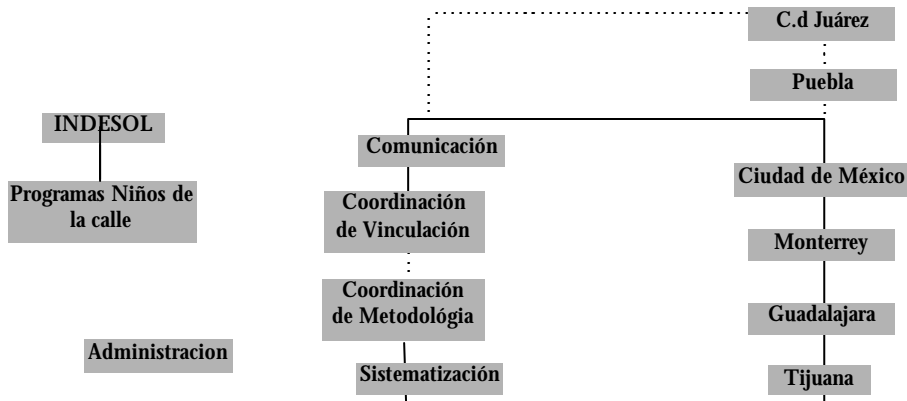 C.d Juárez
Puebla
INDESOL
Programas Niños de
la calle
Administracion
Comunicación
Coordinación
de Vinculación
Coordinación
de Metodológia
Sistematización
Ciudad de México
Monterrey
Guadalajara
Tijuana